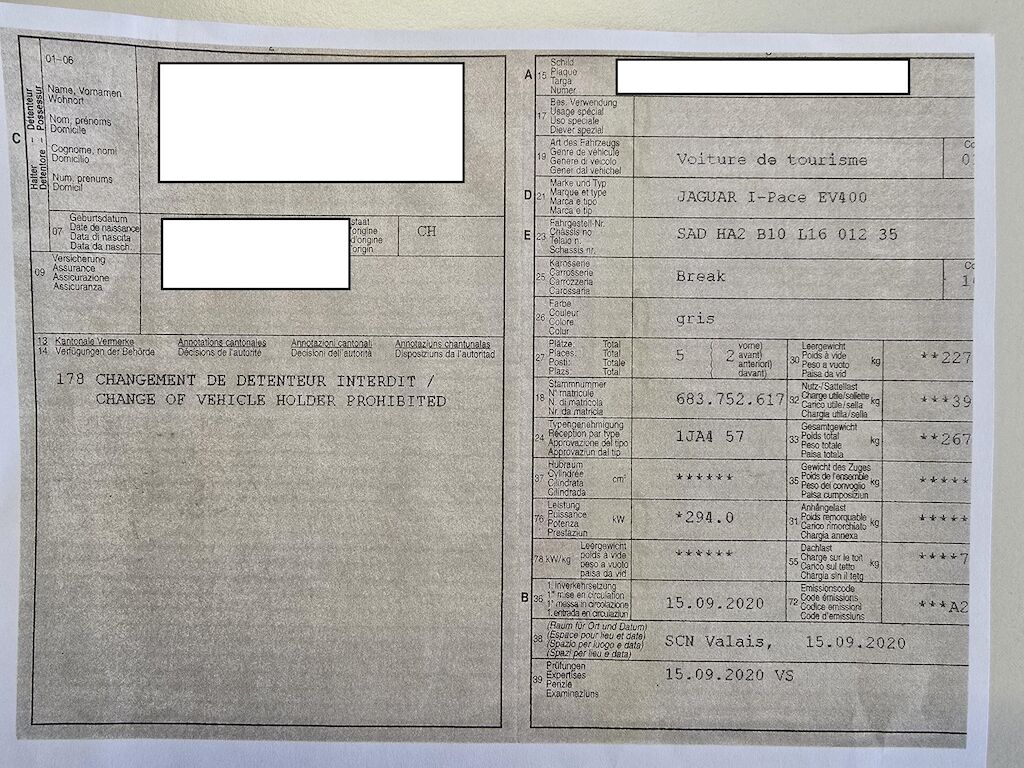 01-06
C
Halter - Détenteur
Detentore - Possessur
Name, Vornamen
Wohnort
Nom, prénoms
Domicile
Cognome, nomi
Domicilio
Num, prenums
Domicil
07
Geburtsdatum
Date de naissance
Data di nascita
Data da nasch.
staat
'origine
d'origine
'origin
CH
09
Versicherung
Assurance
Assicurazione
Assicuranza
13 Kantonale Vermerke Annotations cantonales Annotazioni cantonali Annotaziuns chantunalas
14 Verfügungen der Behörde Décisions de l'autorité Decisioni dell'autorità Disposiziuns da l'autoritad
178 CHANGEMENT DE DETENTEUR INTERDIT /
CHANGE OF VEHICLE HOLDER PROHIBITED
A 15
Schild
Plaque
Targa
Numer
17
Bes. Verwendung
Usage spécial
Uso speciale
Diever spezial
19
Art des Fahrzeugs
Genre de véhicule
Genere di veicolo
Gener dal vehichel
Voiture de tourisme
D 21
Marke und Typ
Marque et type
Marca e tipo
Marca e tip
JAGUAR I-Pace EV400
E 23
Fahrgestell-Nr.
Châssis no
Telaio n.
Schassis nr.
SAD HA2 B10 L16 012 35
25
Karosserie
Carrosserie
Carrozzeria
Carossaria
Break
26
Farbe
Couleur
Colore
Colur
gris
27
Plätze: Total
Places: Total
Posti: Totale
Plazs: Total
5
( 2
vorne)
avant)
anteriori)
davant)
30
Leergewicht
Poids à vide
Peso a vuoto
Paisa da vid
kg
**227
18
Stammnummer
No matricule
N. di matricola
Nr. da matricla
683.752.617
32
Nutz-/Sattellast
Charge utile/sellette
Carico utile/sella
Chargia utila/sella
kg
***39
24
Typengenehmigung
Réception par type
Approvazione del tipo
Approvaziun dal tip
1JA4 57
33
Gesamtgewicht
Poids total
Peso totale
Paisa totala
kg
**267
37
Hubraum
Cylindrée
Cilindrata
Cilindrada
cm³
******
35
Gewicht des Zuges
Poids de l'ensemble
Peso del convoglio
Paisa cumposiziun
kg
*****
76
Leistung
Puissance
Potenza
Prestaziun
kW
*294.0
31
Anhängelast
Poids remorquable
Carico rimorchiato
Chargia annexa
kg
*****
78 kW/kg
Leergewicht
poids à vide
peso a vuoto
paisa da vid
******
55
Dachlast
Charge sur le toit
Carico sul tetto
Chargia sin il tetg
kg
****7
B 36
1. Inverkehrsetzung
1re mise en circulation
1a messa in circolazione
1. entrada en circulaziun
15.09.2020
72
Emissionscode
Code émissions
Codice emissioni
Code d'emissiuns
***A2
38
(Raum für Ort und Datum)
(Espace pour lieu et date)
(Spazio per luogo e data)
(Spazi per lieu e data)
SCN Valais, 15.09.2020
39
Prüfungen
Expertises
Perizie
Examinaziuns
15.09.2020 VS